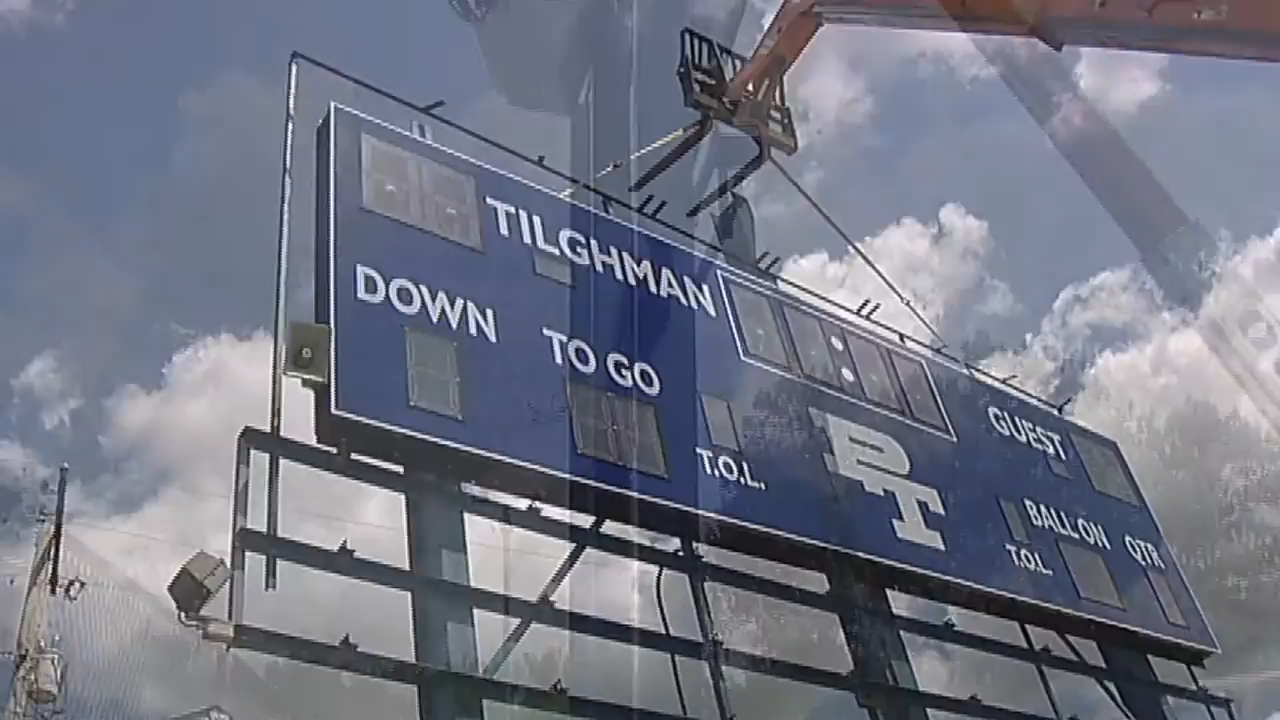 TILGHMAN
DOWN
TO GO
T.O.L.
PT
GUEST
T.O.L.
BALL ON
QTR